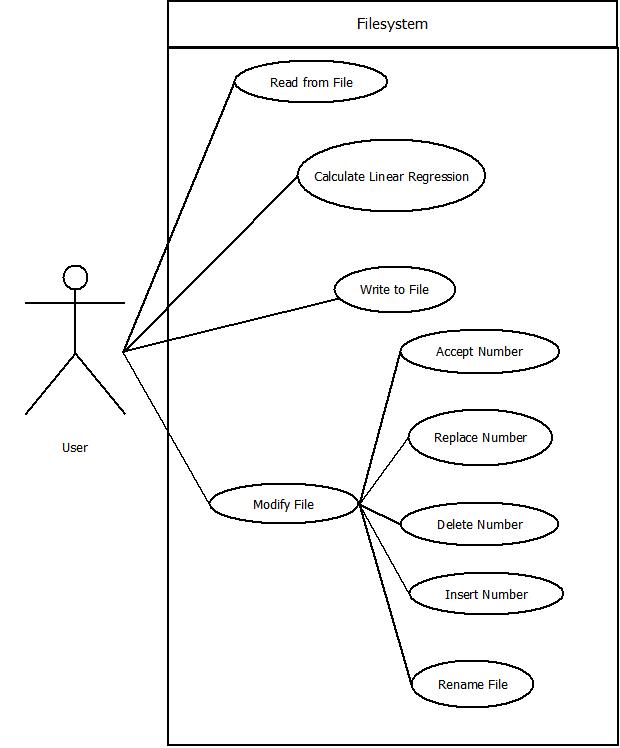 Filesystem
Read from File
Calculate Linear Regression
Write to File
Accept Number
Replace Number
User
Modify File
Delete Number
Insert Number
Rename File